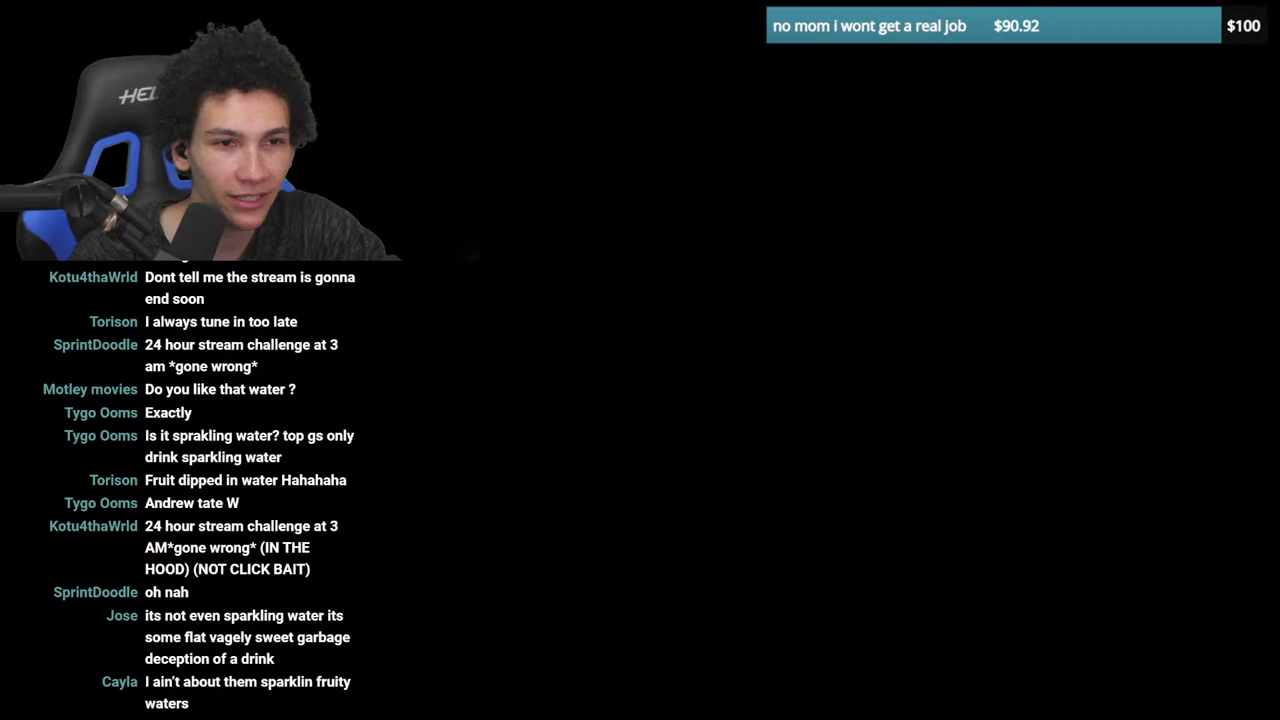 no mom i wont get a real job $90.92 $100
HEL
Kotu4thaWrld Dont tell me the stream is gonna
end soon
Torison I always tune in too late
SprintDoodle 24 hour stream challenge at 3
am *gone wrong*
Motley movies Do you like that water ?
Tygo Ooms Exactly
Tygo Ooms Is it sprakling water? top gs only
drink sparkling water
Torison Fruit dipped in water Hahahaha
Tygo Ooms Andrew tate W
Kotu4thaWrld 24 hour stream challenge at 3
AM*gone wrong* (IN THE
HOOD) (NOT CLICK BAIT)
SprintDoodle oh nah
Jose its not even sparkling water its
some flat vagely sweet garbage
deception of a drink
Cayla I ain’t about them sparklin fruity
waters